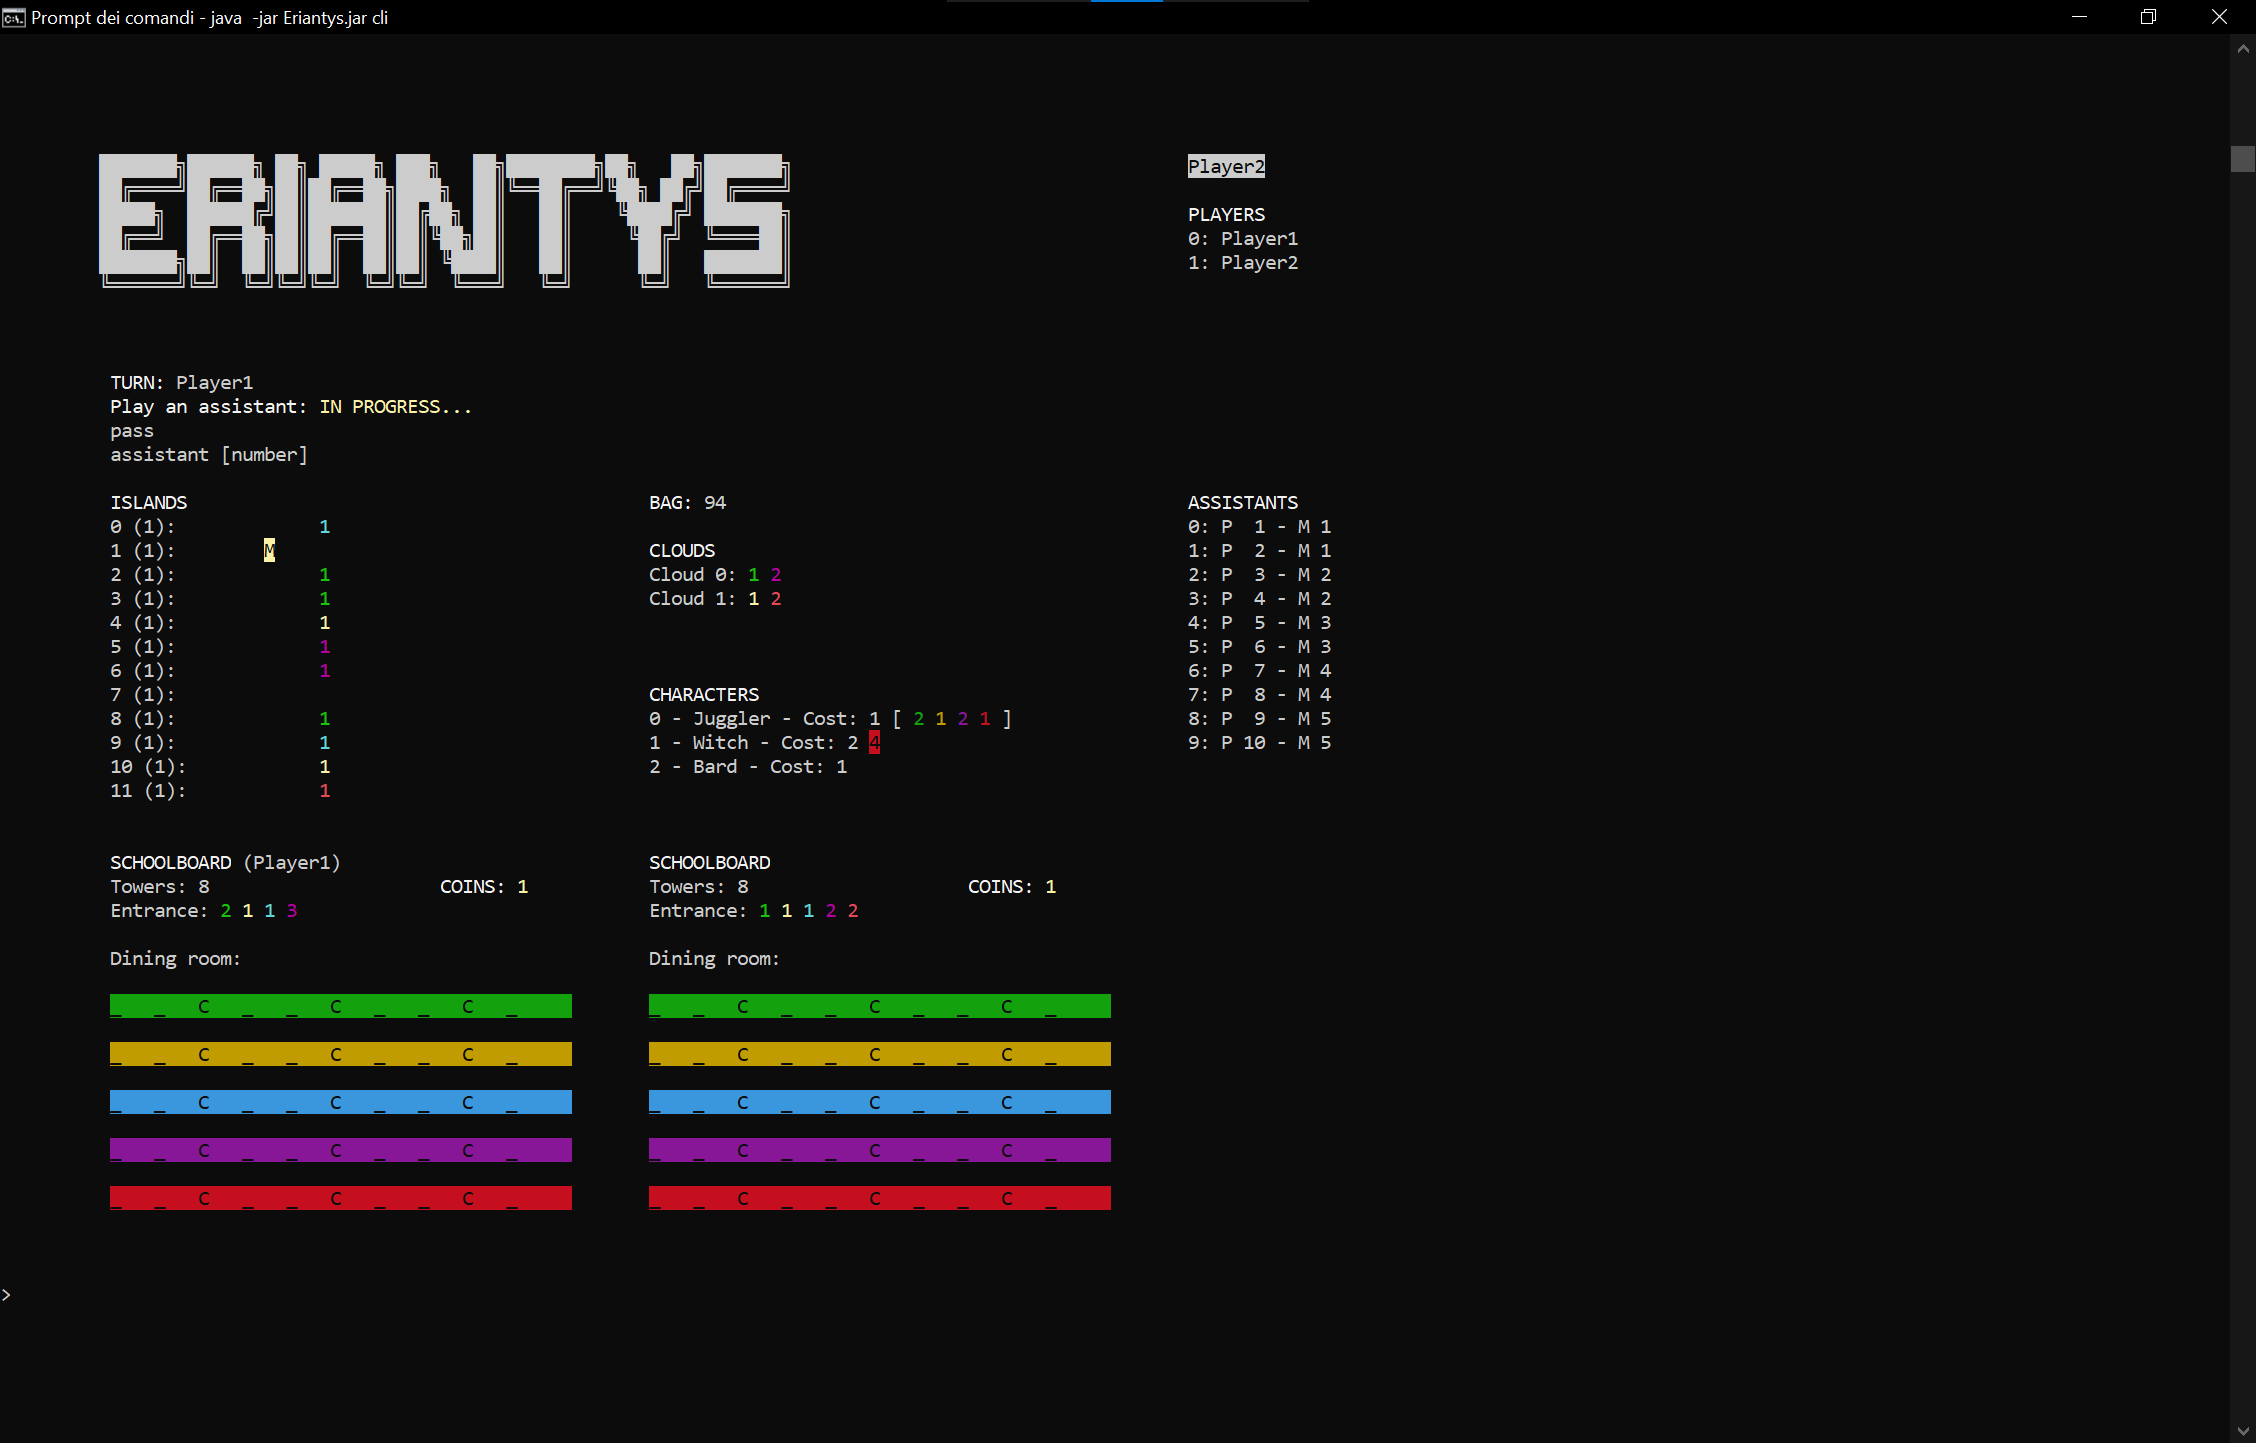 Prompt dei comandi - java -jar Eriantys.jar cli
ERIANTYS
Player2
PLAYERS
0: Player1
1: Player2
TURN: Player1
Play an assistant: IN PROGRESS...
pass
assistant [number]
ISLANDS
0 (1): 1
1 (1): M
2 (1): 1
3 (1): 1
4 (1): 1
5 (1): 1
6 (1): 1
7 (1):
8 (1): 1
9 (1): 1
10 (1): 1
11 (1): 1
BAG: 94
CLOUDS
Cloud 0: 1 2
Cloud 1: 1 2
CHARACTERS
0 - Juggler - Cost: 1 [ 2 1 2 1 ]
1 - Witch - Cost: 2 4
2 - Bard - Cost: 1
ASSISTANTS
0: P 1 - M 1
1: P 2 - M 1
2: P 3 - M 2
3: P 4 - M 2
4: P 5 - M 3
5: P 6 - M 3
6: P 7 - M 4
7: P 8 - M 4
8: P 9 - M 5
9: P 10 - M 5
SCHOOLBOARD (Player1)
Towers: 8 COINS: 1
Entrance: 2 1 1 3
Dining room:
_ _ C _ _ C _ _ C _
_ _ C _ _ C _ _ C _
_ _ C _ _ C _ _ C _
_ _ C _ _ C _ _ C _
_ _ C _ _ C _ _ C _
SCHOOLBOARD
Towers: 8 COINS: 1
Entrance: 1 1 1 2 2
Dining room:
_ _ C _ _ C _ _ C _
_ _ C _ _ C _ _ C _
_ _ C _ _ C _ _ C _
_ _ C _ _ C _ _ C _
_ _ C _ _ C _ _ C _
>